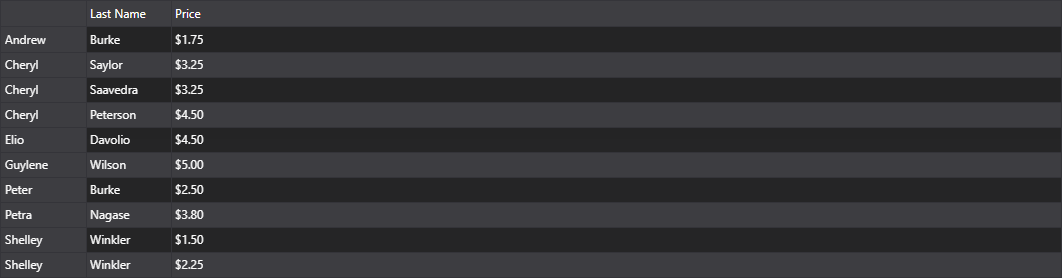 Last Name Price
Andrew Burke $1.75
Cheryl Saylor $3.25
Cheryl Saavedra $3.25
Cheryl Peterson $4.50
Elio Davolio $4.50
Guylene Wilson $5.00
Peter Burke $2.50
Petra Nagase $3.80
Shelley Winkler $1.50
Shelley Winkler $2.25